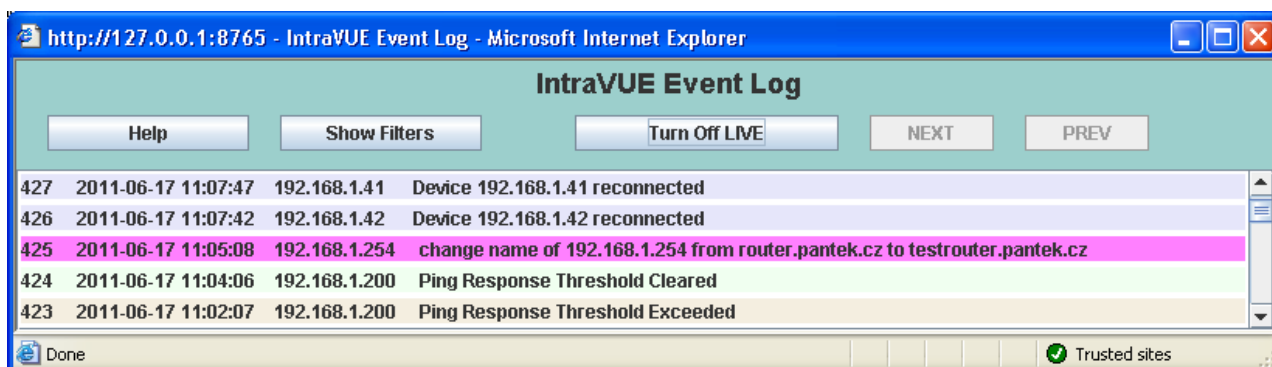 http://127.0.0.1:8765 - IntraVUE Event Log - Microsoft Internet Explorer
IntraVUE Event Log
Help Show Filters Turn Off LIVE NEXT PREV
427 2011-06-17 11:07:47 192.168.1.41 Device 192.168.1.41 reconnected
426 2011-06-17 11:07:42 192.168.1.42 Device 192.168.1.42 reconnected
425 2011-06-17 11:05:08 192.168.1.254 change name of 192.168.1.254 from router.pantek.cz to testrouter.pantek.cz
424 2011-06-17 11:04:06 192.168.1.200 Ping Response Threshold Cleared
423 2011-06-17 11:02:07 192.168.1.200 Ping Response Threshold Exceeded
Done Trusted sites